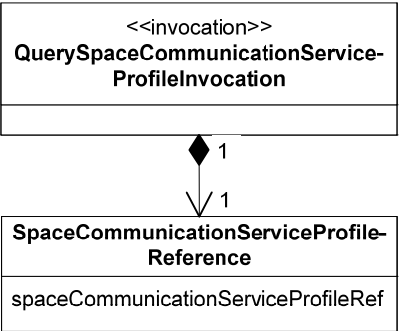 <<invocation>>
QuerySpaceCommunicationService-
ProfileInvocation
1
1
SpaceCommunicationServiceProfile-
Reference
spaceCommunicationServiceProfileRef